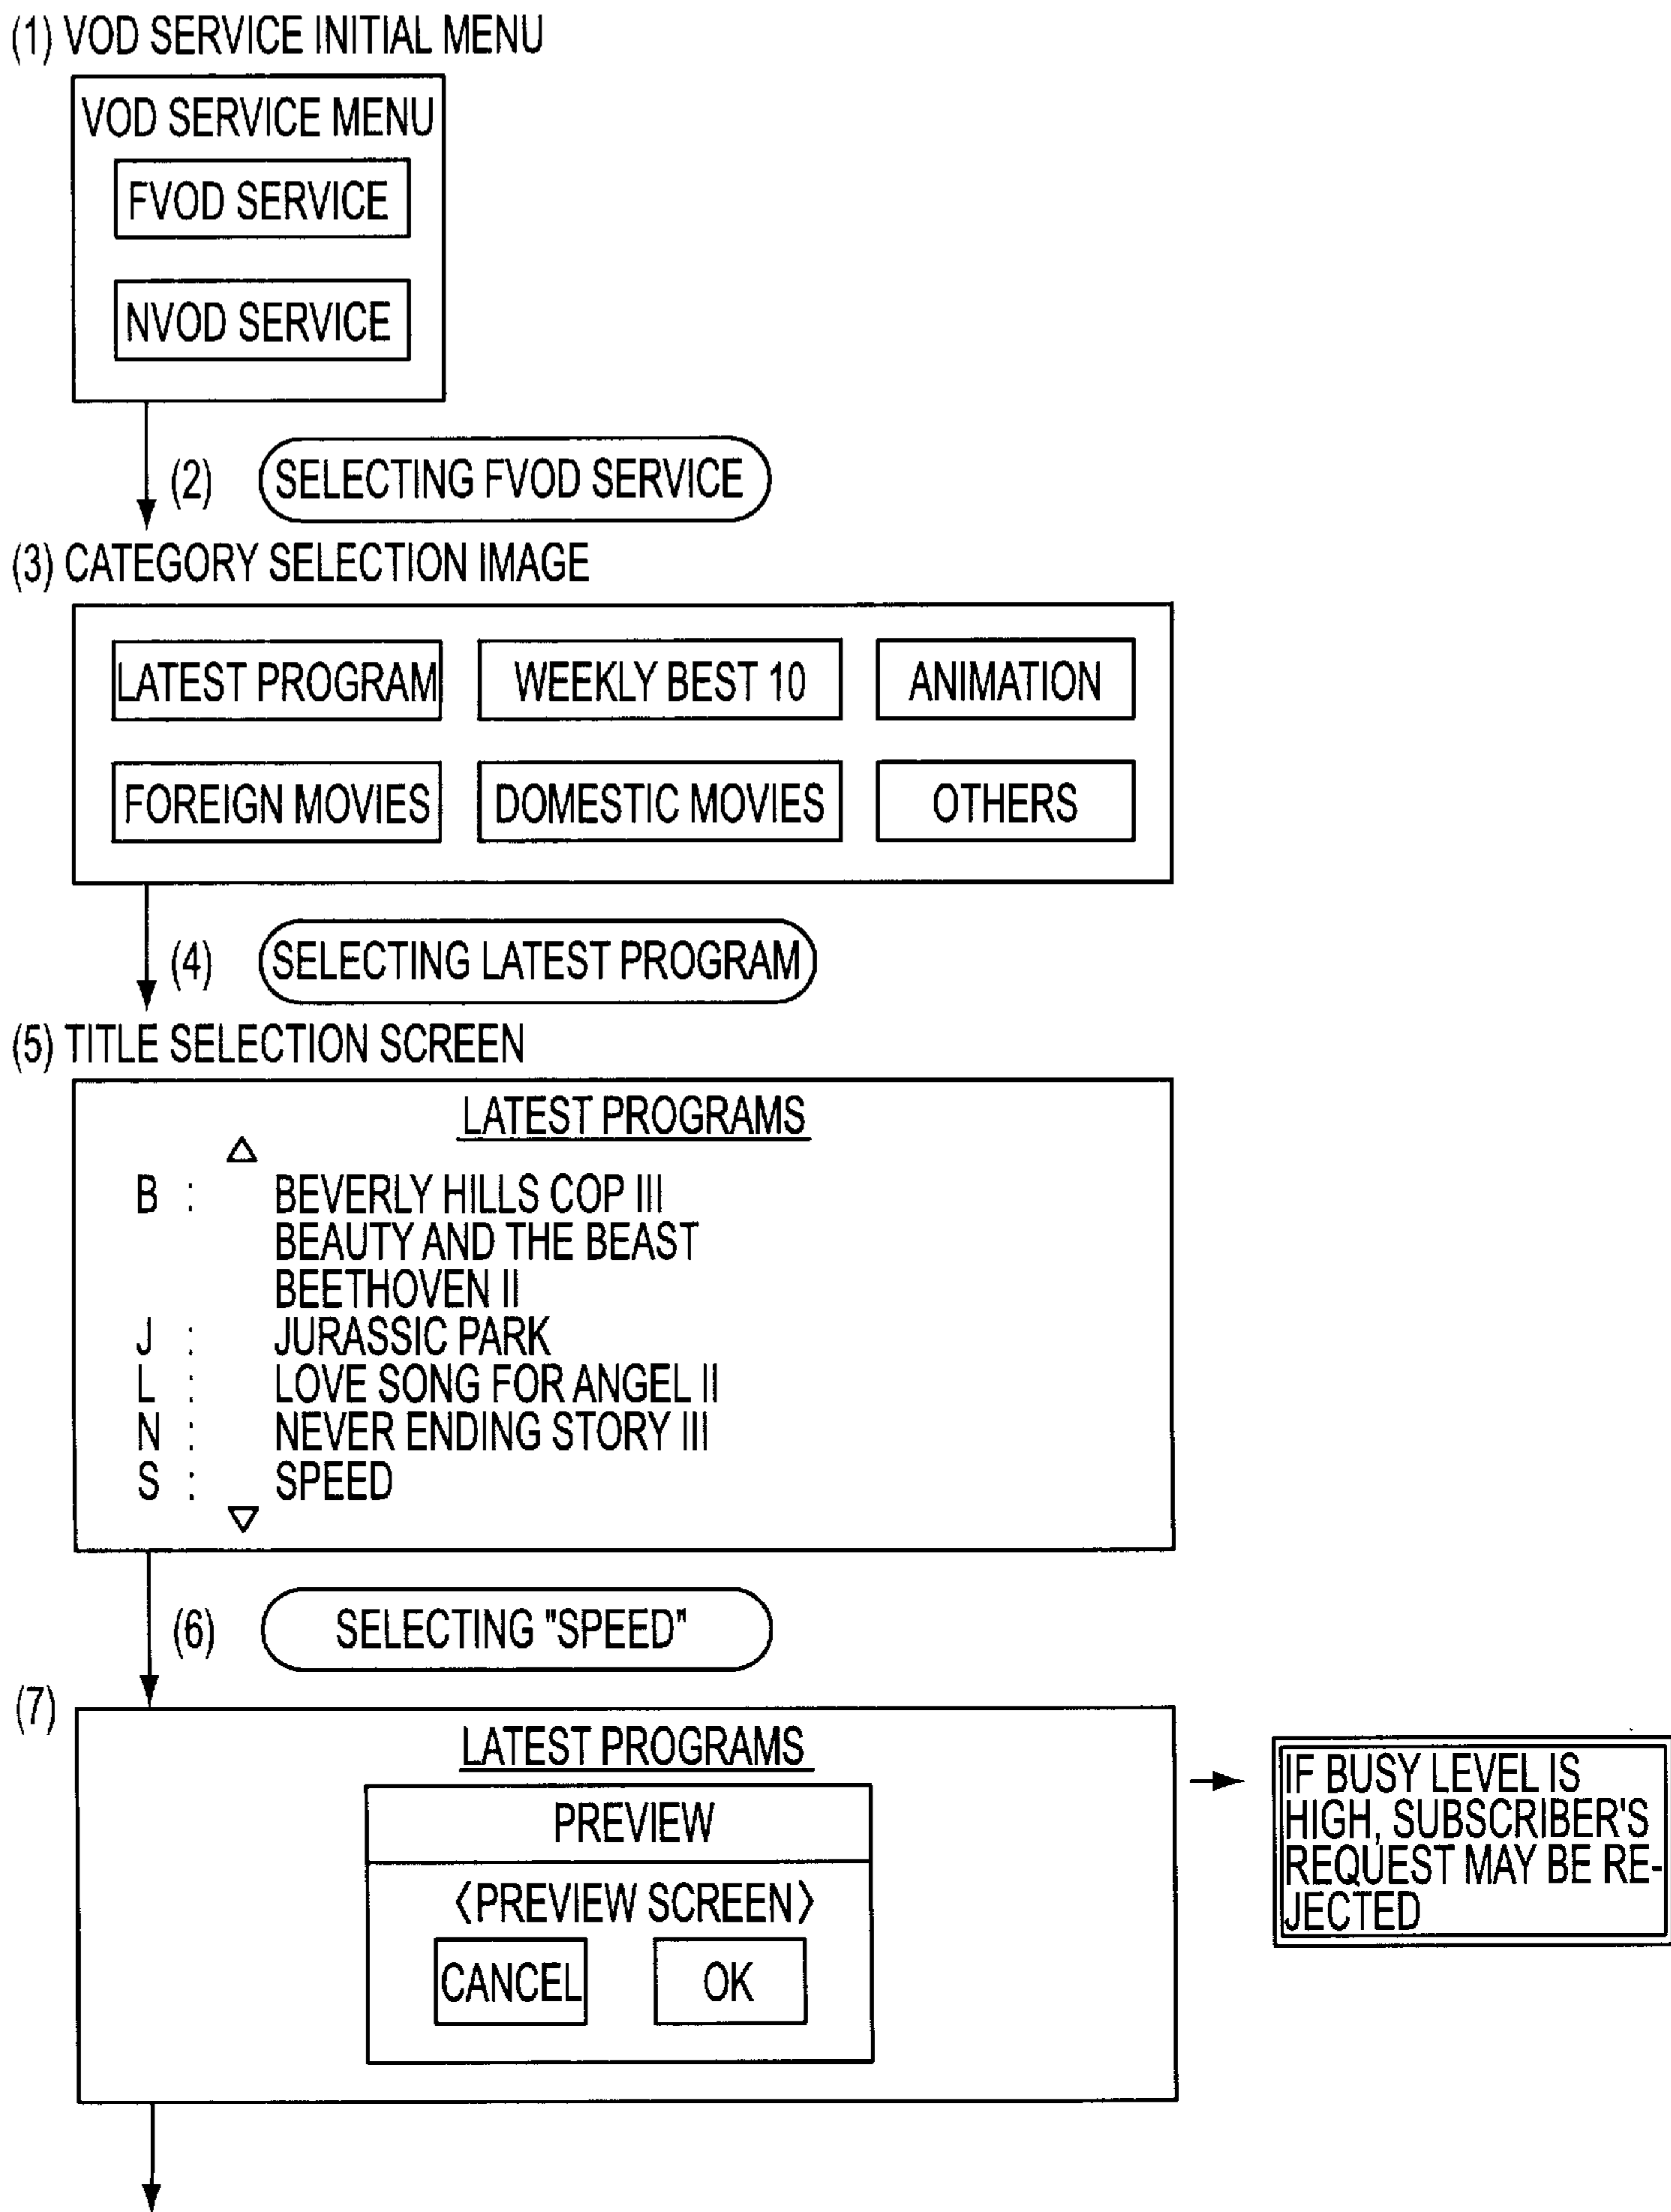 (1) VOD SERVICE INITIAL MENU
VOD SERVICE MENU
FVOD SERVICE
NVOD SERVICE
(2) SELECTING FVOD SERVICE
(3) CATEGORY SELECTION IMAGE
LATEST PROGRAM WEEKLY BEST 10 ANIMATION
FOREIGN MOVIES DOMESTIC MOVIES OTHERS
(4) SELECTING LATEST PROGRAM
(5) TITLE SELECTION SCREEN
LATEST PROGRAMS
△
B : BEVERLY HILLS COP III
BEAUTY AND THE BEAST
BEETHOVEN II
J : JURASSIC PARK
L : LOVE SONG FOR ANGEL II
N : NEVER ENDING STORY III
S : SPEED
▽
(6) SELECTING "SPEED"
(7)
LATEST PROGRAMS
PREVIEW
〈PREVIEW SCREEN〉
CANCEL OK
IF BUSY LEVEL IS
HIGH, SUBSCRIBER'S
REQUEST MAY BE RE-
JECTED